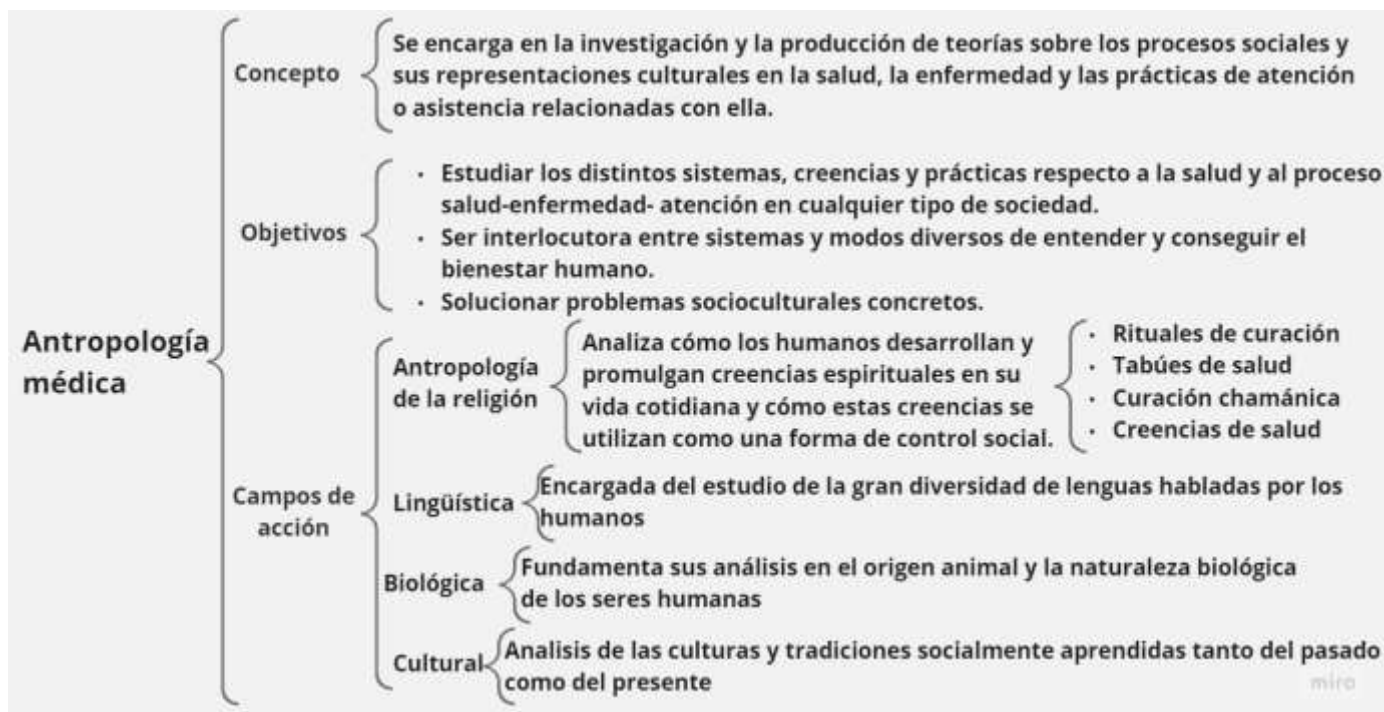 Antropología
médica
Concepto
Se encarga en la investigación y la producción de teorías sobre los procesos sociales y
sus representaciones culturales en la salud, la enfermedad y las prácticas de atención
o asistencia relacionadas con ella.
Objetivos
· Estudiar los distintos sistemas, creencias y prácticas respecto a la salud y al proceso
salud-enfermedad- atención en cualquier tipo de sociedad.
· Ser interlocutora entre sistemas y modos diversos de entender y conseguir el
bienestar humano.
· Solucionar problemas socioculturales concretos.
Campos de
acción
Antropología
de la religión
Analiza cómo los humanos desarrollan y
promulgan creencias espirituales en su
vida cotidiana y cómo estas creencias se
utilizan como una forma de control social.
· Rituales de curación
· Tabúes de salud
· Curación chamánica
· Creencias de salud
Lingüística
Encargada del estudio de la gran diversidad de lenguas habladas por los
humanos
Biológica
Fundamenta sus análisis en el origen animal y la naturaleza biológica
de los seres humanas
Cultural
Analisis de las culturas y tradiciones socialmente aprendidas tanto del pasado
como del presente
miro